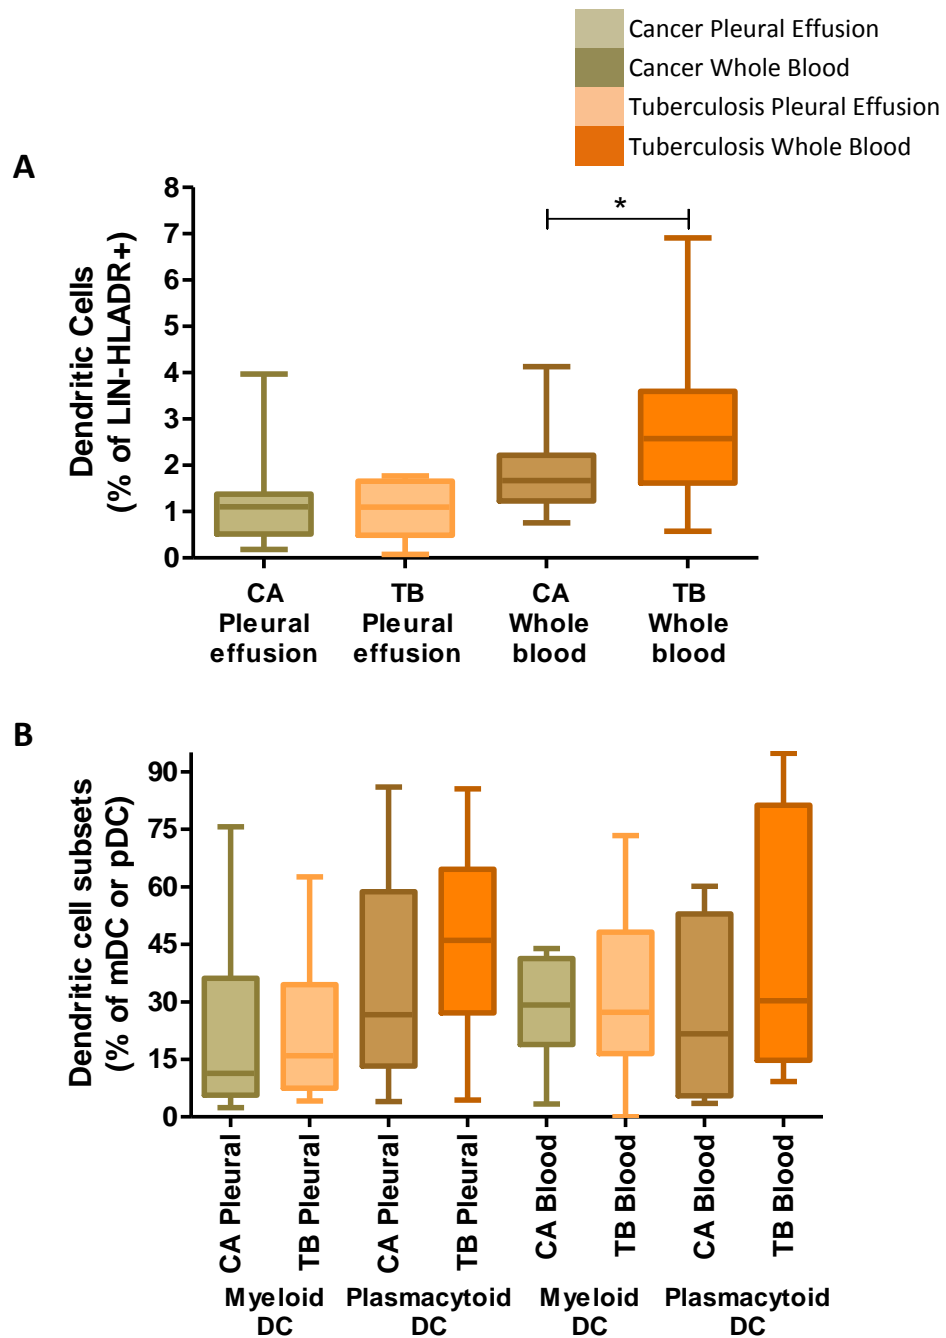 Cancer Pleural Effusion
Cancer Whole Blood
Tuberculosis Pleural Effusion
Tuberculosis Whole Blood
A
Dendritic Cells
(% of LIN-HLADR+)
8
7
6
5
4
3
2
1
0
*
CA
Pleural
effusion
TB
Pleural
effusion
CA
Whole
blood
TB
Whole
blood
B
Dendritic cell subsets
(% of mDC or pDC)
90
75
60
45
30
15
0
CA Pleural
TB Pleural
CA Pleural
TB Pleural
CA Blood
TB Blood
CA Blood
TB Blood
Myeloid
DC
Plasmacytoid
DC
Myeloid
DC
Plasmacytoid
DC